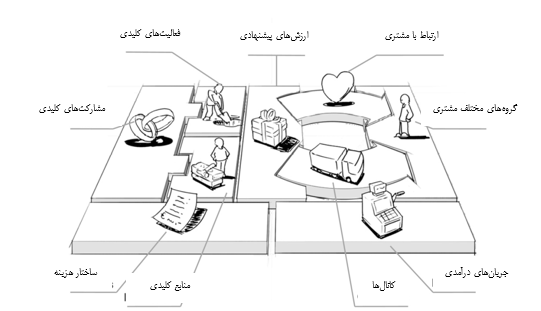 ارتباط با مشتری
ارزش‌های پیشنهادی
فعالیت‌های کلیدی
گروه‌های مختلف مشتری
مشارکت‌های کلیدی
جریان‌های درآمدی
کانال‌ها
منابع کلیدی
ساختار هزینه